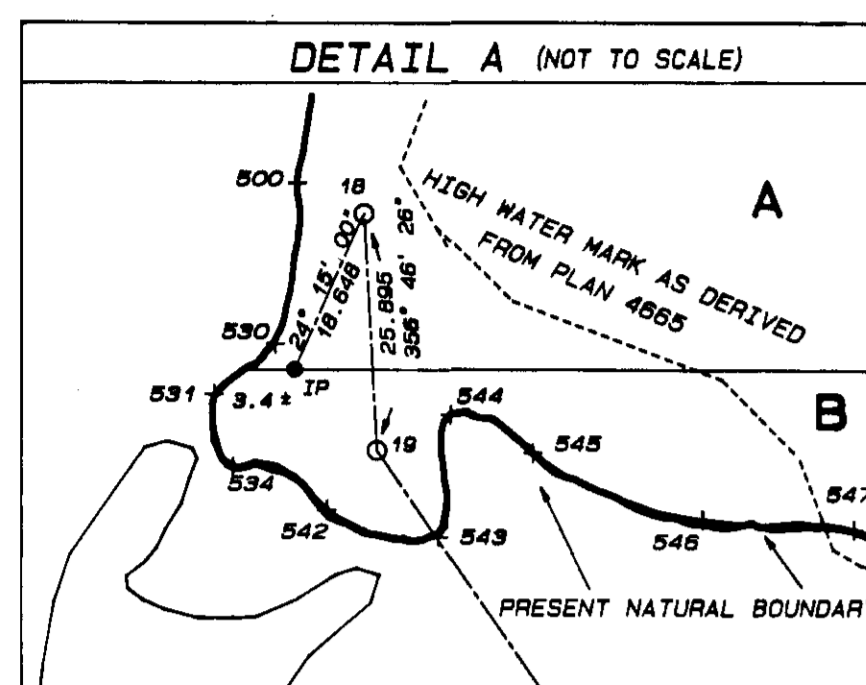 DETAIL A (NOT TO SCALE)
500
18
A
HIGH WATER MARK AS DERIVED
FROM PLAN 4665
24° 15' 00"
18.648
25.895
356° 46' 26"
530
IP
531
3.4 ±
544
B
19
545
534
542
543
546
547
PRESENT NATURAL BOUNDAR